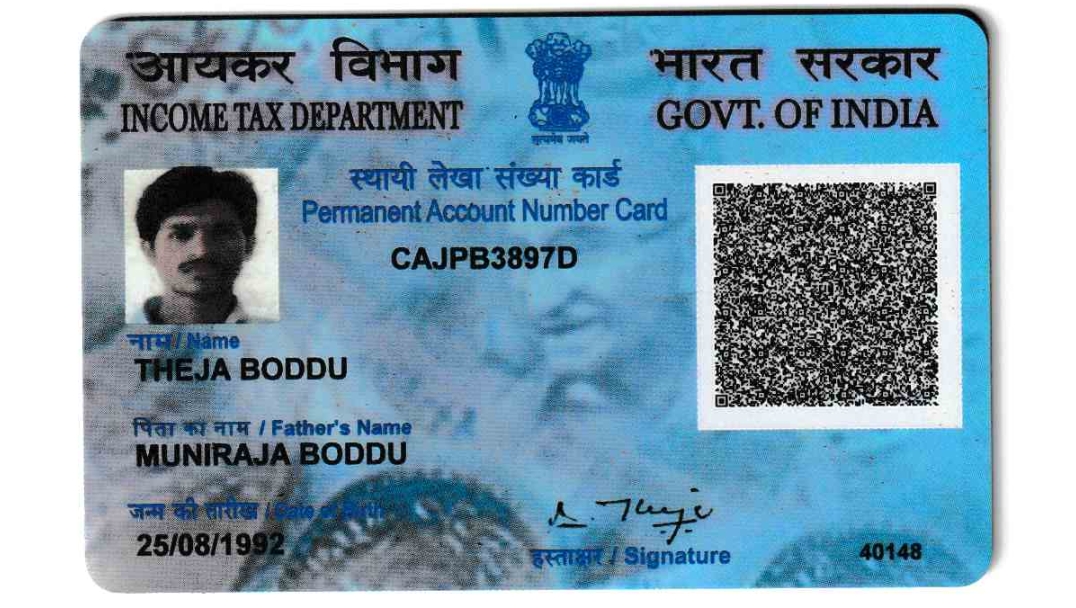 आयकर विभाग
INCOME TAX DEPARTMENT
सत्यमेव जयते
भारत सरकार
GOVT. OF INDIA
स्थायी लेखा संख्या कार्ड
Permanent Account Number Card
CAJPB3897D
नाम / Name
THEJA BODDU
पिता का नाम / Father's Name
MUNIRAJA BODDU
जन्म की तारीख / Date of Birth
25/08/1992
B. Theja
हस्ताक्षर / Signature
40148